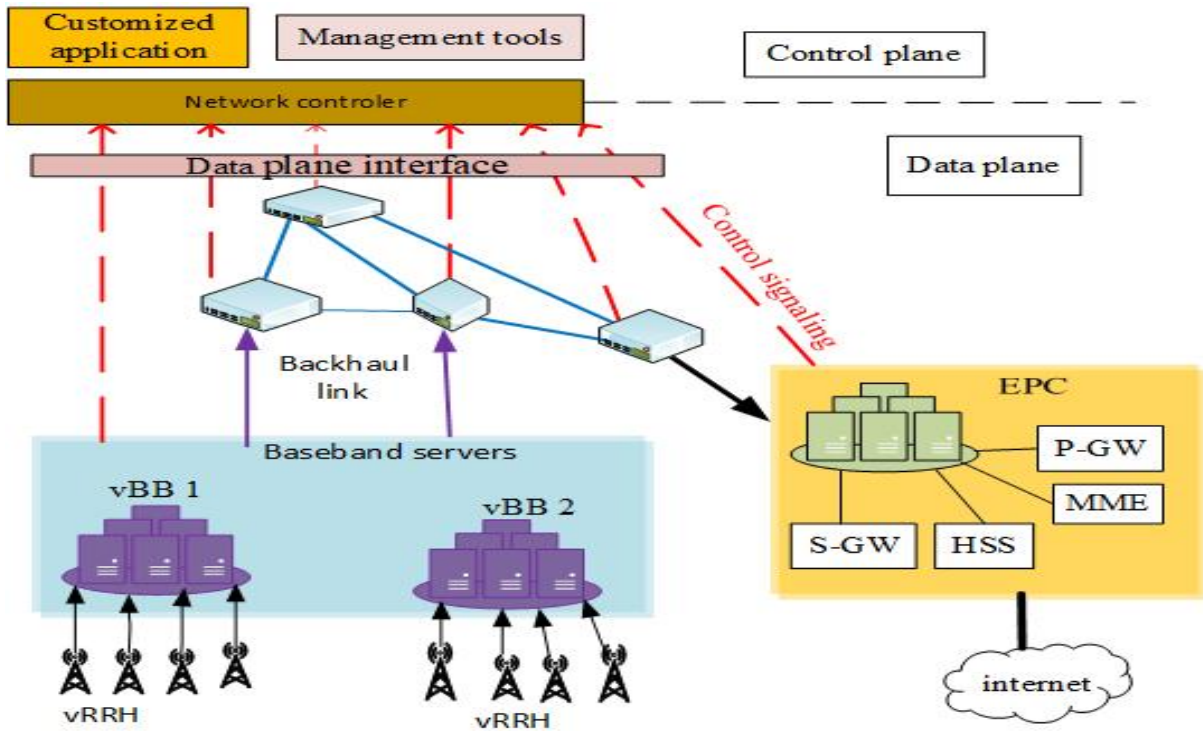 Customized
application
Management tools
Control plane
Network controler
Data plane interface
Data plane
Control signaling
Backhaul
link
EPC
Baseband servers
P-GW
vBB 1
vBB 2
MME
S-GW
HSS
internet
vRRH
vRRH